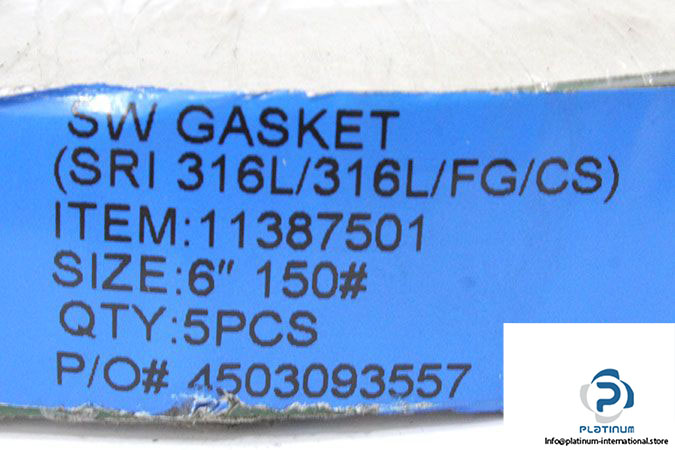 SW GASKET
(SRI 316L/316L/FG/CS)
ITEM:11387501
SIZE:6" 150#
QTY:5PCS
P/O# 4503093557
PLATINUM
info@platinum-international.store